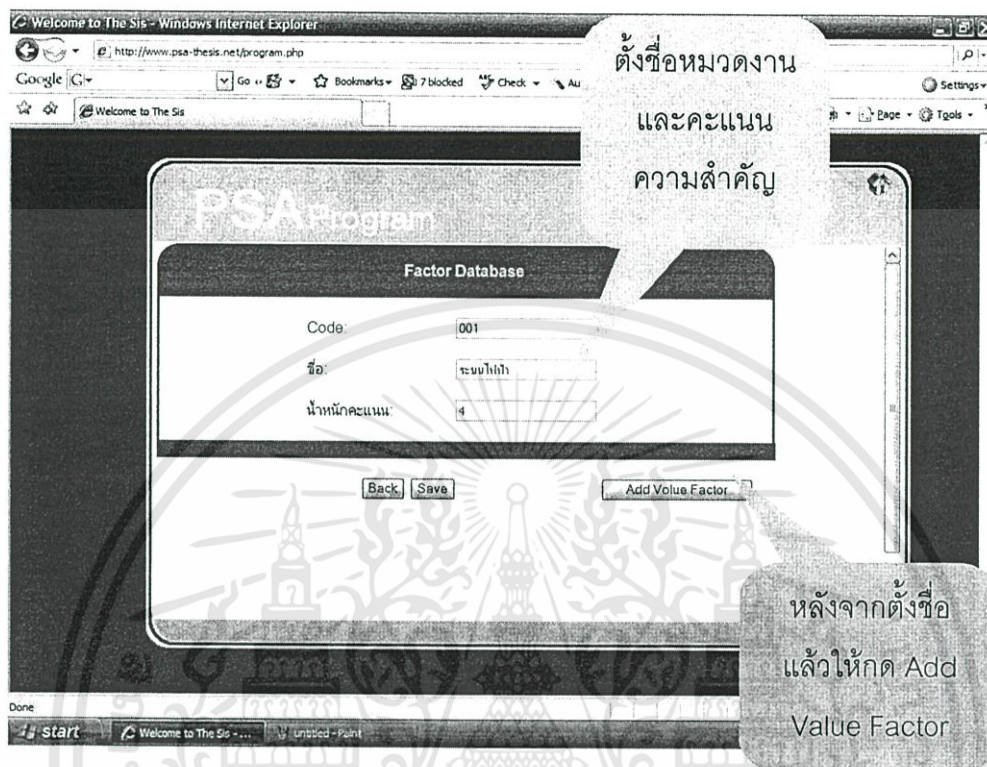 Welcome to The Sis - Windows Internet Explorer
http://www.psa-thesis.net/program.php
Google
Go
Bookmarks
7 blocked
Check
Settings
Welcome to The Sis
Page
Tools
ตั้งชื่อหมวดงาน
และคะแนน
ความสำคัญ
PSA Program
Factor Database
Code:
001
ชื่อ:
ระบบไฟฟ้า
น้ำหนักคะแนน:
4
Back
Save
Add Volue Factor
หลังจากตั้งชื่อ
แล้วให้กด Add
Value Factor
Done
start
Welcome to The Sis - ...
untitled - Paint